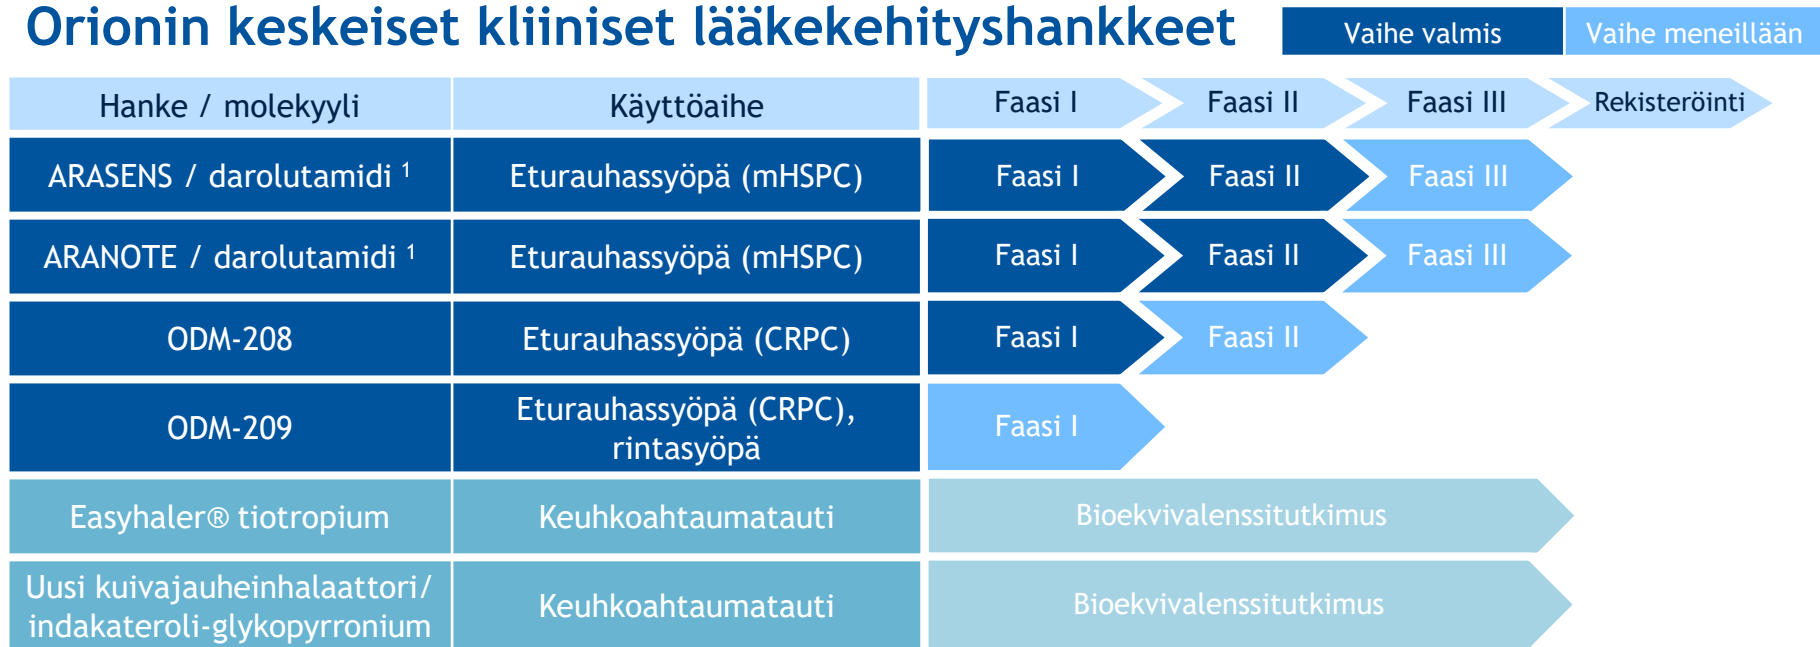 Orionin keskeiset kliiniset lääkekehityshankkeet
Vaihe valmis
Vaihe meneillään
Hanke / molekyyli
Käyttöaihe
Faasi I
Faasi II
Faasi III
Rekisteröinti
ARASENS / darolutamidi ¹
Eturauhassyöpä (mHSPC)
Faasi I
Faasi II
Faasi III
ARANOTE / darolutamidi ¹
Eturauhassyöpä (mHSPC)
Faasi I
Faasi II
Faasi III
ODM-208
Eturauhassyöpä (CRPC)
Faasi I
Faasi II
ODM-209
Eturauhassyöpä (CRPC),
rintasyöpä
Faasi I
Easyhaler® tiotropium
Keuhkoahtaumatauti
Bioekvivalenssitutkimus
Uusi kuivajauheinhalaattori/
indakateroli-glykopyrronium
Keuhkoahtaumatauti
Bioekvivalenssitutkimus